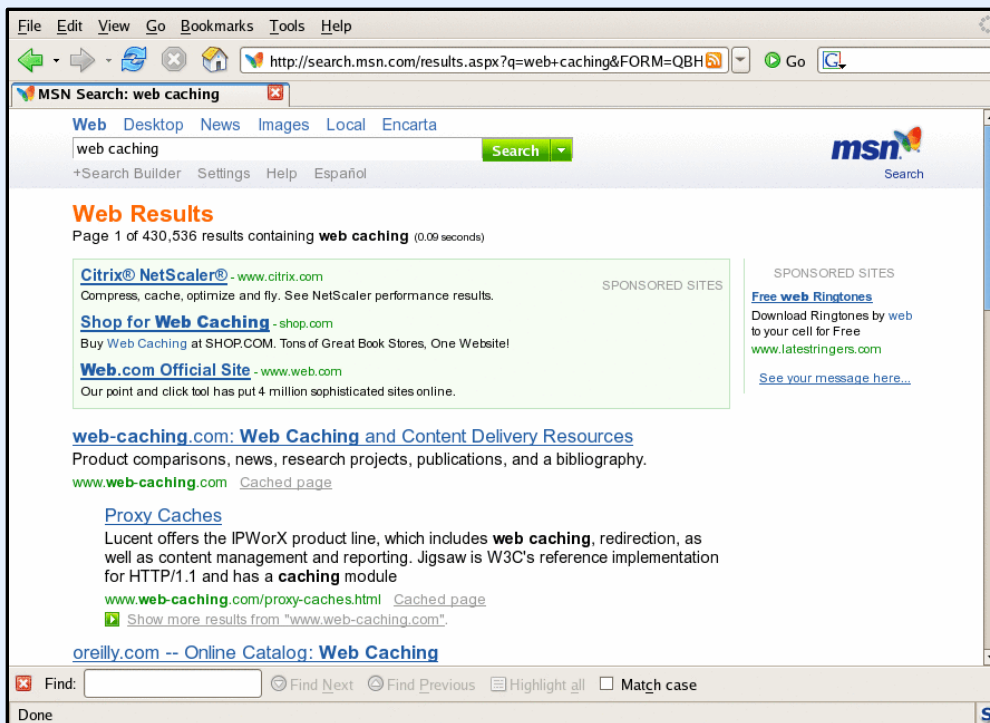 File Edit View Go Bookmarks Tools Help
http://search.msn.com/results.aspx?q=web+caching&FORM=QBH Go G
MSN Search: web caching
Web Desktop News Images Local Encarta
web caching Search
msn
Search
+Search Builder Settings Help Español
Web Results
Page 1 of 430,536 results containing web caching (0.09 seconds)
SPONSORED SITES
Citrix® NetScaler® - www.citrix.com
Compress, cache, optimize and fly. See NetScaler performance results.
Shop for Web Caching - shop.com
Buy Web Caching at SHOP.COM. Tons of Great Book Stores, One Website!
Web.com Official Site - www.web.com
Our point and click tool has put 4 million sophisticated sites online.
SPONSORED SITES
Free web Ringtones
Download Ringtones by web
to your cell for Free
www.latestringers.com
See your message here...
web-caching.com: Web Caching and Content Delivery Resources
Product comparisons, news, research projects, publications, and a bibliography.
www.web-caching.com Cached page
Proxy Caches
Lucent offers the IPWorX product line, which includes web caching, redirection, as
well as content management and reporting. Jigsaw is W3C's reference implementation
for HTTP/1.1 and has a caching module
www.web-caching.com/proxy-caches.html Cached page
Show more results from "www.web-caching.com".
oreilly.com -- Online Catalog: Web Caching
Find: Find Next Find Previous Highlight all Match case
Done S